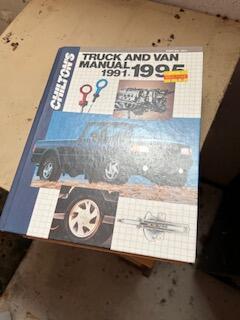 CHILTON'S
TRUCK AND VAN
MANUAL
1991-1995